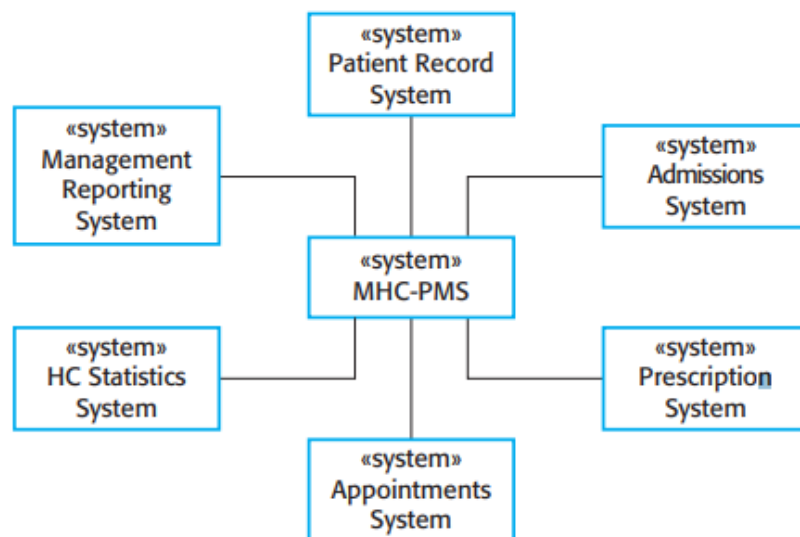 «system»
Patient Record
System
«system»
Management
Reporting
System
«system»
Admissions
System
«system»
MHC-PMS
«system»
HC Statistics
System
«system»
Prescription
System
«system»
Appointments
System